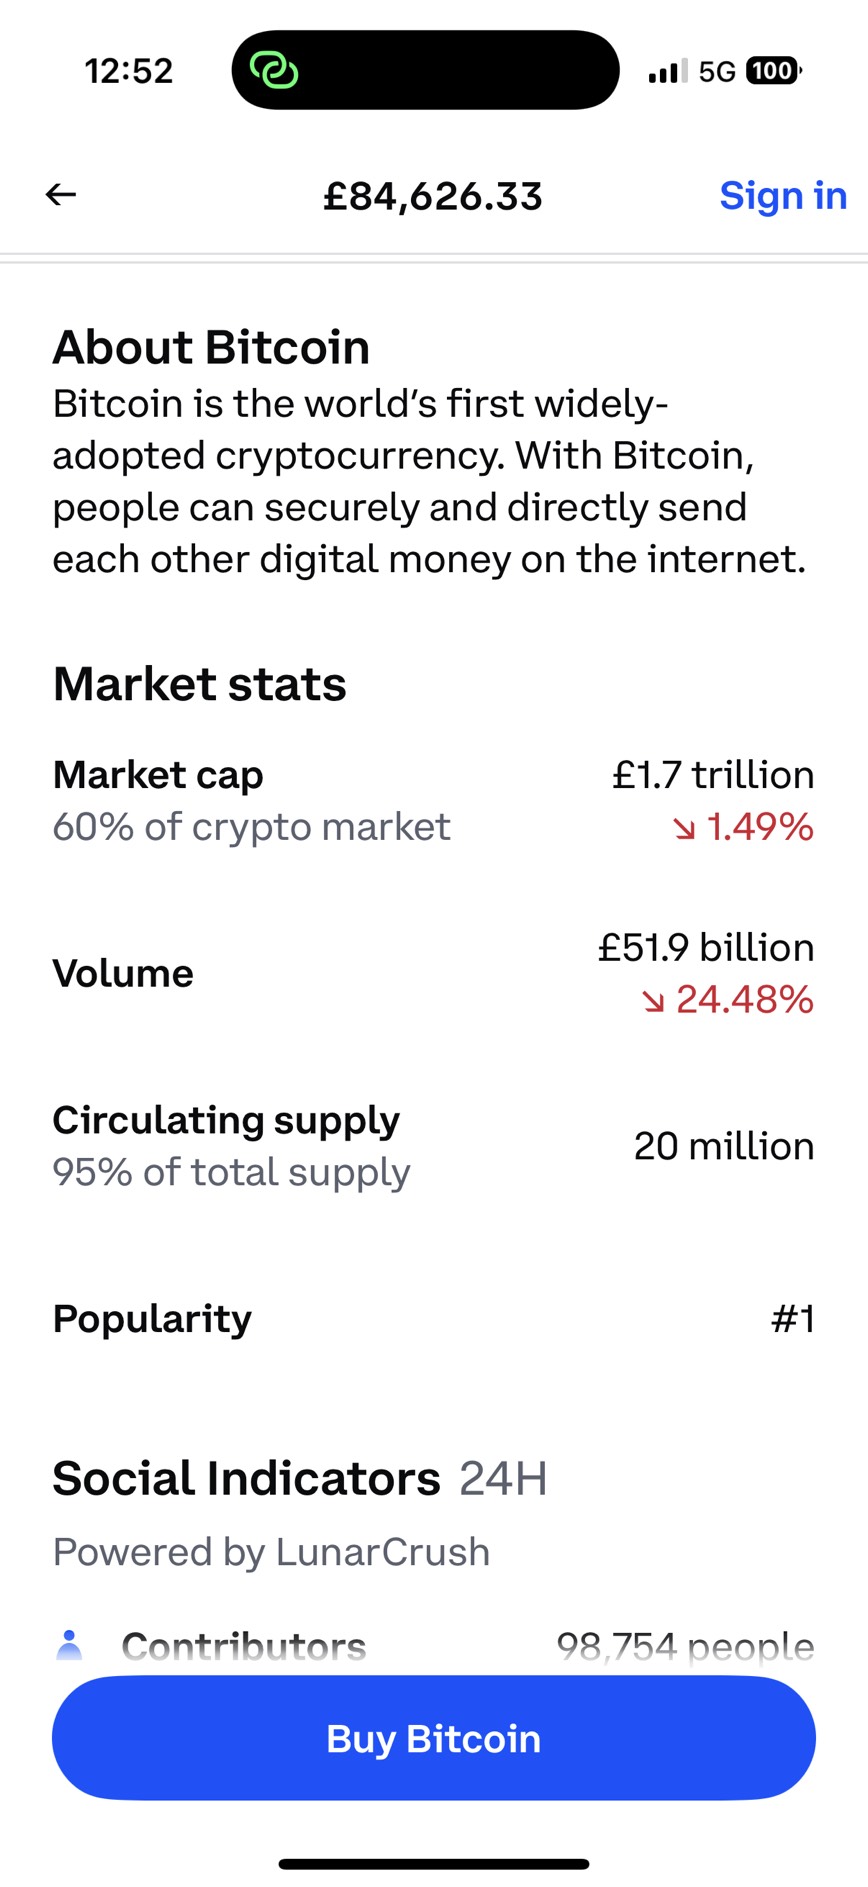 12:52
5G 100
£84,626.33
Sign in
About Bitcoin
Bitcoin is the world’s first widely-
adopted cryptocurrency. With Bitcoin,
people can securely and directly send
each other digital money on the internet.
Market stats
Market cap
£1.7 trillion
60% of crypto market
↘ 1.49%
Volume
£51.9 billion
↘ 24.48%
Circulating supply
95% of total supply
20 million
Popularity
#1
Social Indicators 24H
Powered by LunarCrush
Contributors
98,754 people
Buy Bitcoin